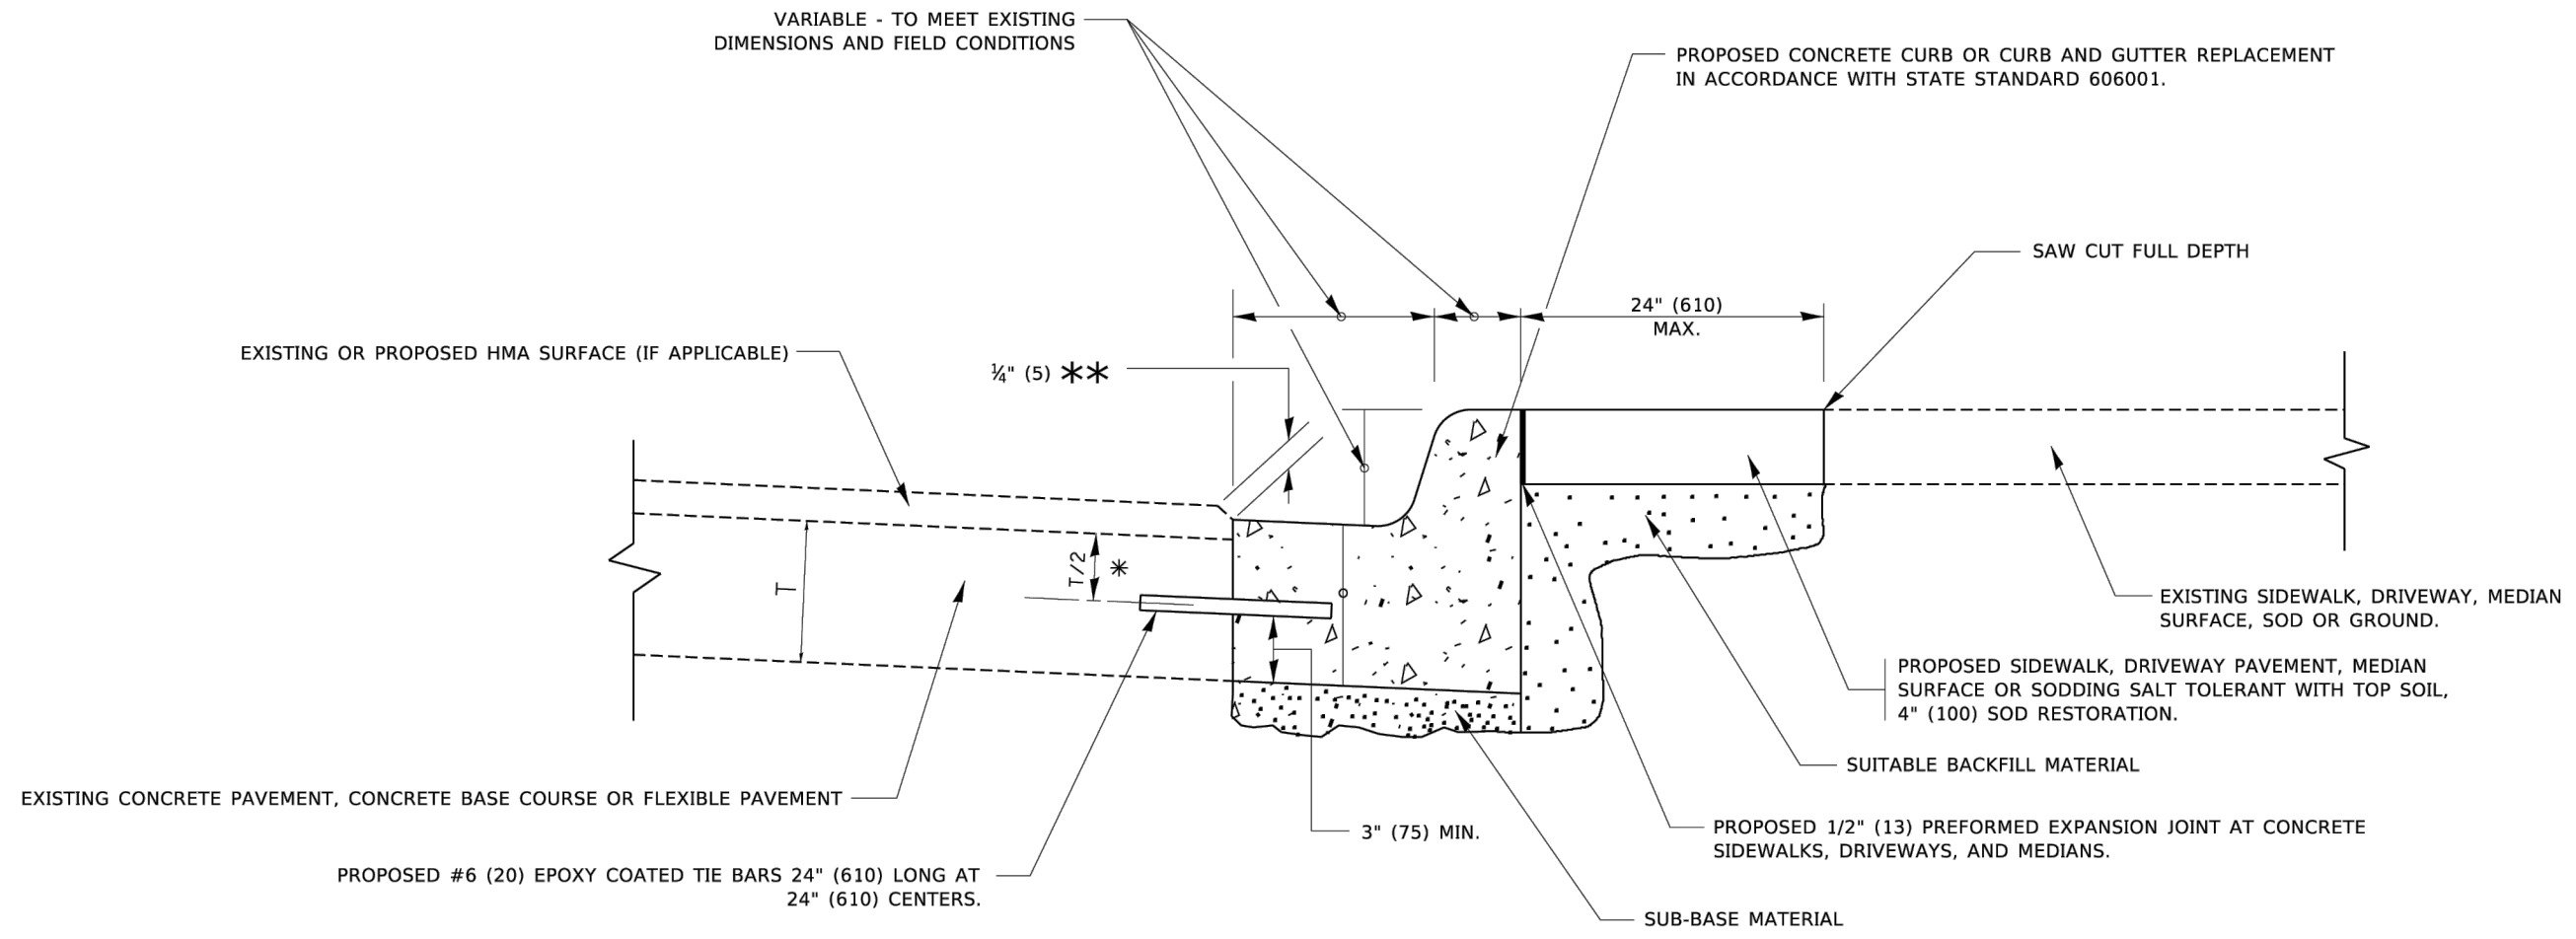 VARIABLE - TO MEET EXISTING
DIMENSIONS AND FIELD CONDITIONS
PROPOSED CONCRETE CURB OR CURB AND GUTTER REPLACEMENT
IN ACCORDANCE WITH STATE STANDARD 606001.
SAW CUT FULL DEPTH
24" (610)
MAX.
EXISTING OR PROPOSED HMA SURFACE (IF APPLICABLE)
¼" (5) **
T
T/2
*
EXISTING SIDEWALK, DRIVEWAY, MEDIAN
SURFACE, SOD OR GROUND.
PROPOSED SIDEWALK, DRIVEWAY PAVEMENT, MEDIAN
SURFACE OR SODDING SALT TOLERANT WITH TOP SOIL,
4" (100) SOD RESTORATION.
SUITABLE BACKFILL MATERIAL
EXISTING CONCRETE PAVEMENT, CONCRETE BASE COURSE OR FLEXIBLE PAVEMENT
3" (75) MIN.
PROPOSED 1/2" (13) PREFORMED EXPANSION JOINT AT CONCRETE
SIDEWALKS, DRIVEWAYS, AND MEDIANS.
PROPOSED #6 (20) EPOXY COATED TIE BARS 24" (610) LONG AT
24" (610) CENTERS.
SUB-BASE MATERIAL